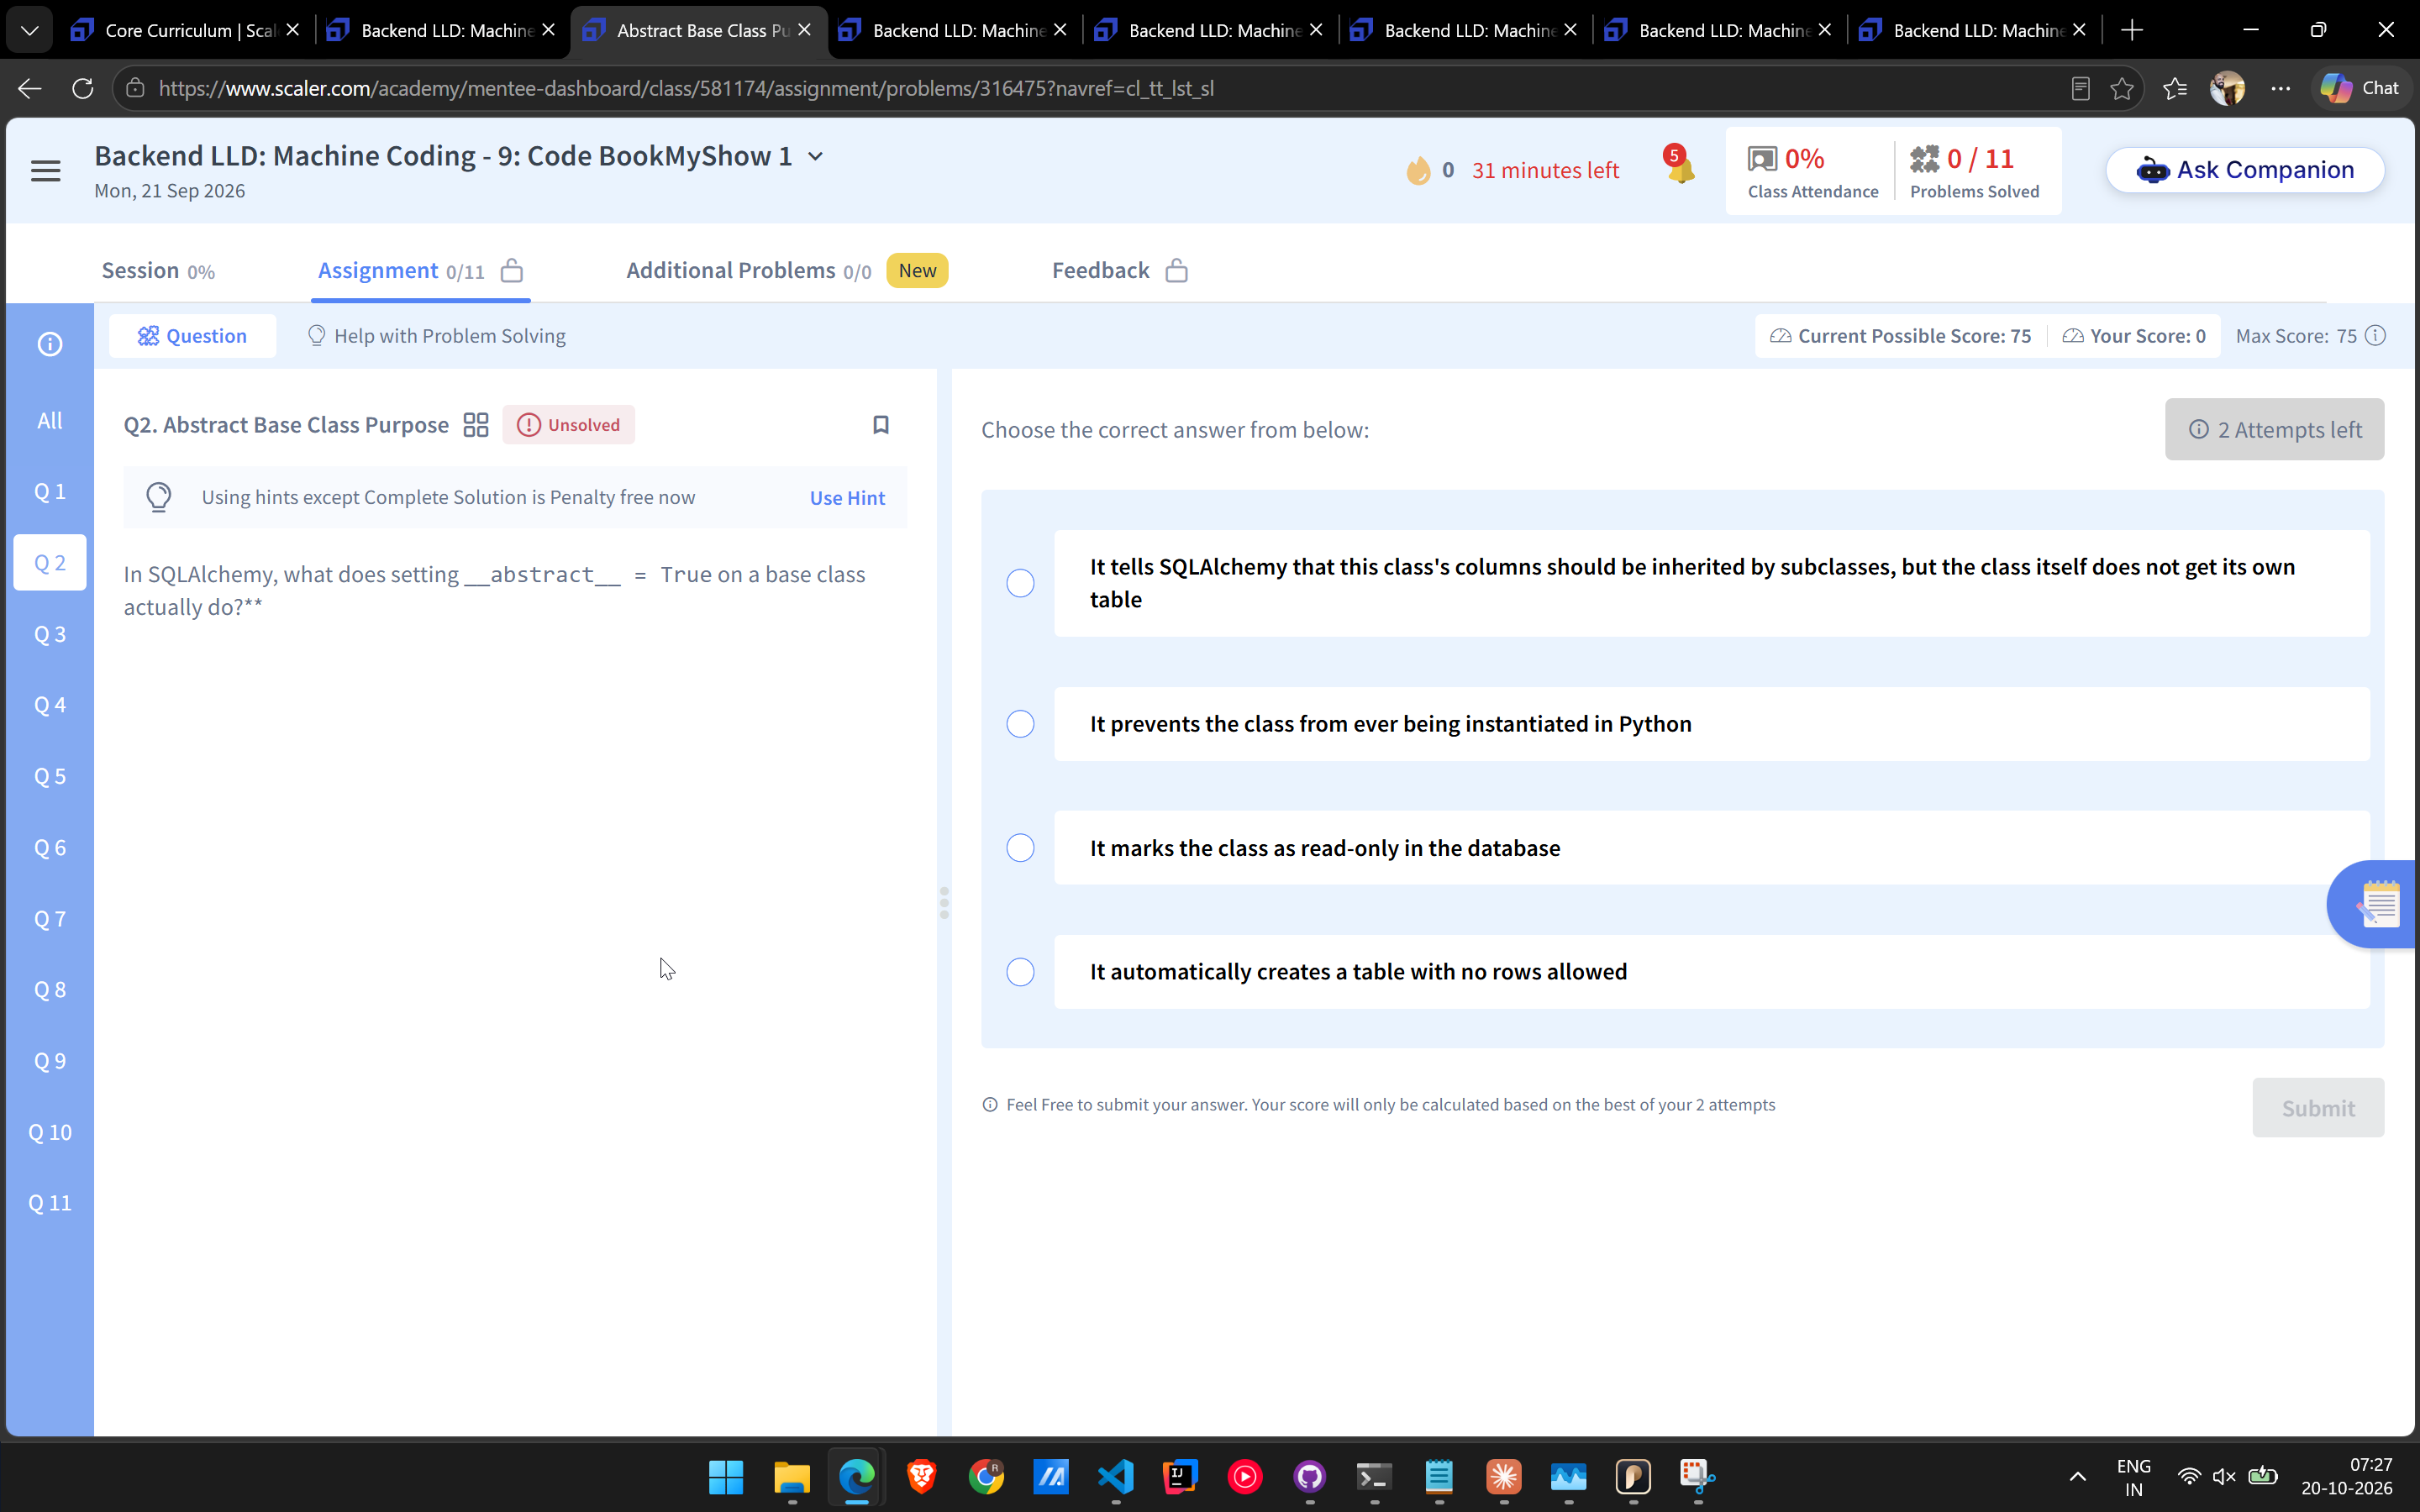 Core Curriculum | Scal
Backend LLD: Machine
Abstract Base Class Pu
Backend LLD: Machine
Backend LLD: Machine
Backend LLD: Machine
Backend LLD: Machine
Backend LLD: Machine
https://www.scaler.com/academy/mentee-dashboard/class/581174/assignment/problems/316475?navref=cl_tt_lst_sl
Chat
Backend LLD: Machine Coding - 9: Code BookMyShow 1
Mon, 21 Sep 2026
0
31 minutes left
5
0%
Class Attendance
0 / 11
Problems Solved
Ask Companion
Session 0%
Assignment 0/11
Additional Problems 0/0 New
Feedback
Question
Help with Problem Solving
Current Possible Score: 75
Your Score: 0
Max Score: 75
All
Q 1
Q 2
Q 3
Q 4
Q 5
Q 6
Q 7
Q 8
Q 9
Q 10
Q 11
Q2. Abstract Base Class Purpose
Unsolved
Using hints except Complete Solution is Penalty free now
Use Hint
In SQLAlchemy, what does setting __abstract__ = True on a base class
actually do?**
Choose the correct answer from below:
2 Attempts left
It tells SQLAlchemy that this class's columns should be inherited by subclasses, but the class itself does not get its own
table
It prevents the class from ever being instantiated in Python
It marks the class as read-only in the database
It automatically creates a table with no rows allowed
Feel Free to submit your answer. Your score will only be calculated based on the best of your 2 attempts
Submit
R
IJ
ENG
IN
07:27
20-10-2026